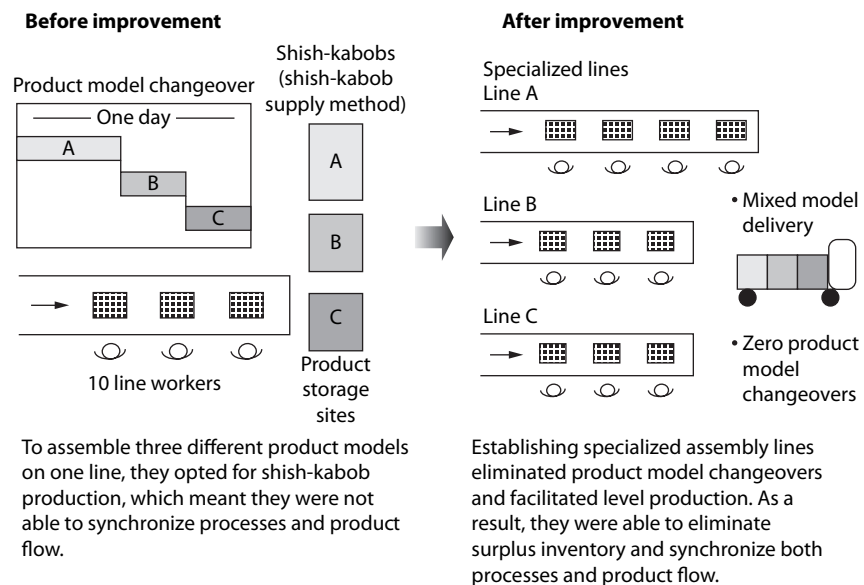 Before improvement
Product model changeover
One day
A
B
C
Shish-kabobs
(shish-kabob
supply method)
A
B
C
Product
storage
sites
10 line workers
To assemble three different product models
on one line, they opted for shish-kabob
production, which meant they were not
able to synchronize processes and product
flow.
After improvement
Specialized lines
Line A
Line B
Line C
• Mixed model
delivery
• Zero product
model
changeovers
Establishing specialized assembly lines
eliminated product model changeovers
and facilitated level production. As a
result, they were able to eliminate
surplus inventory and synchronize both
processes and product flow.